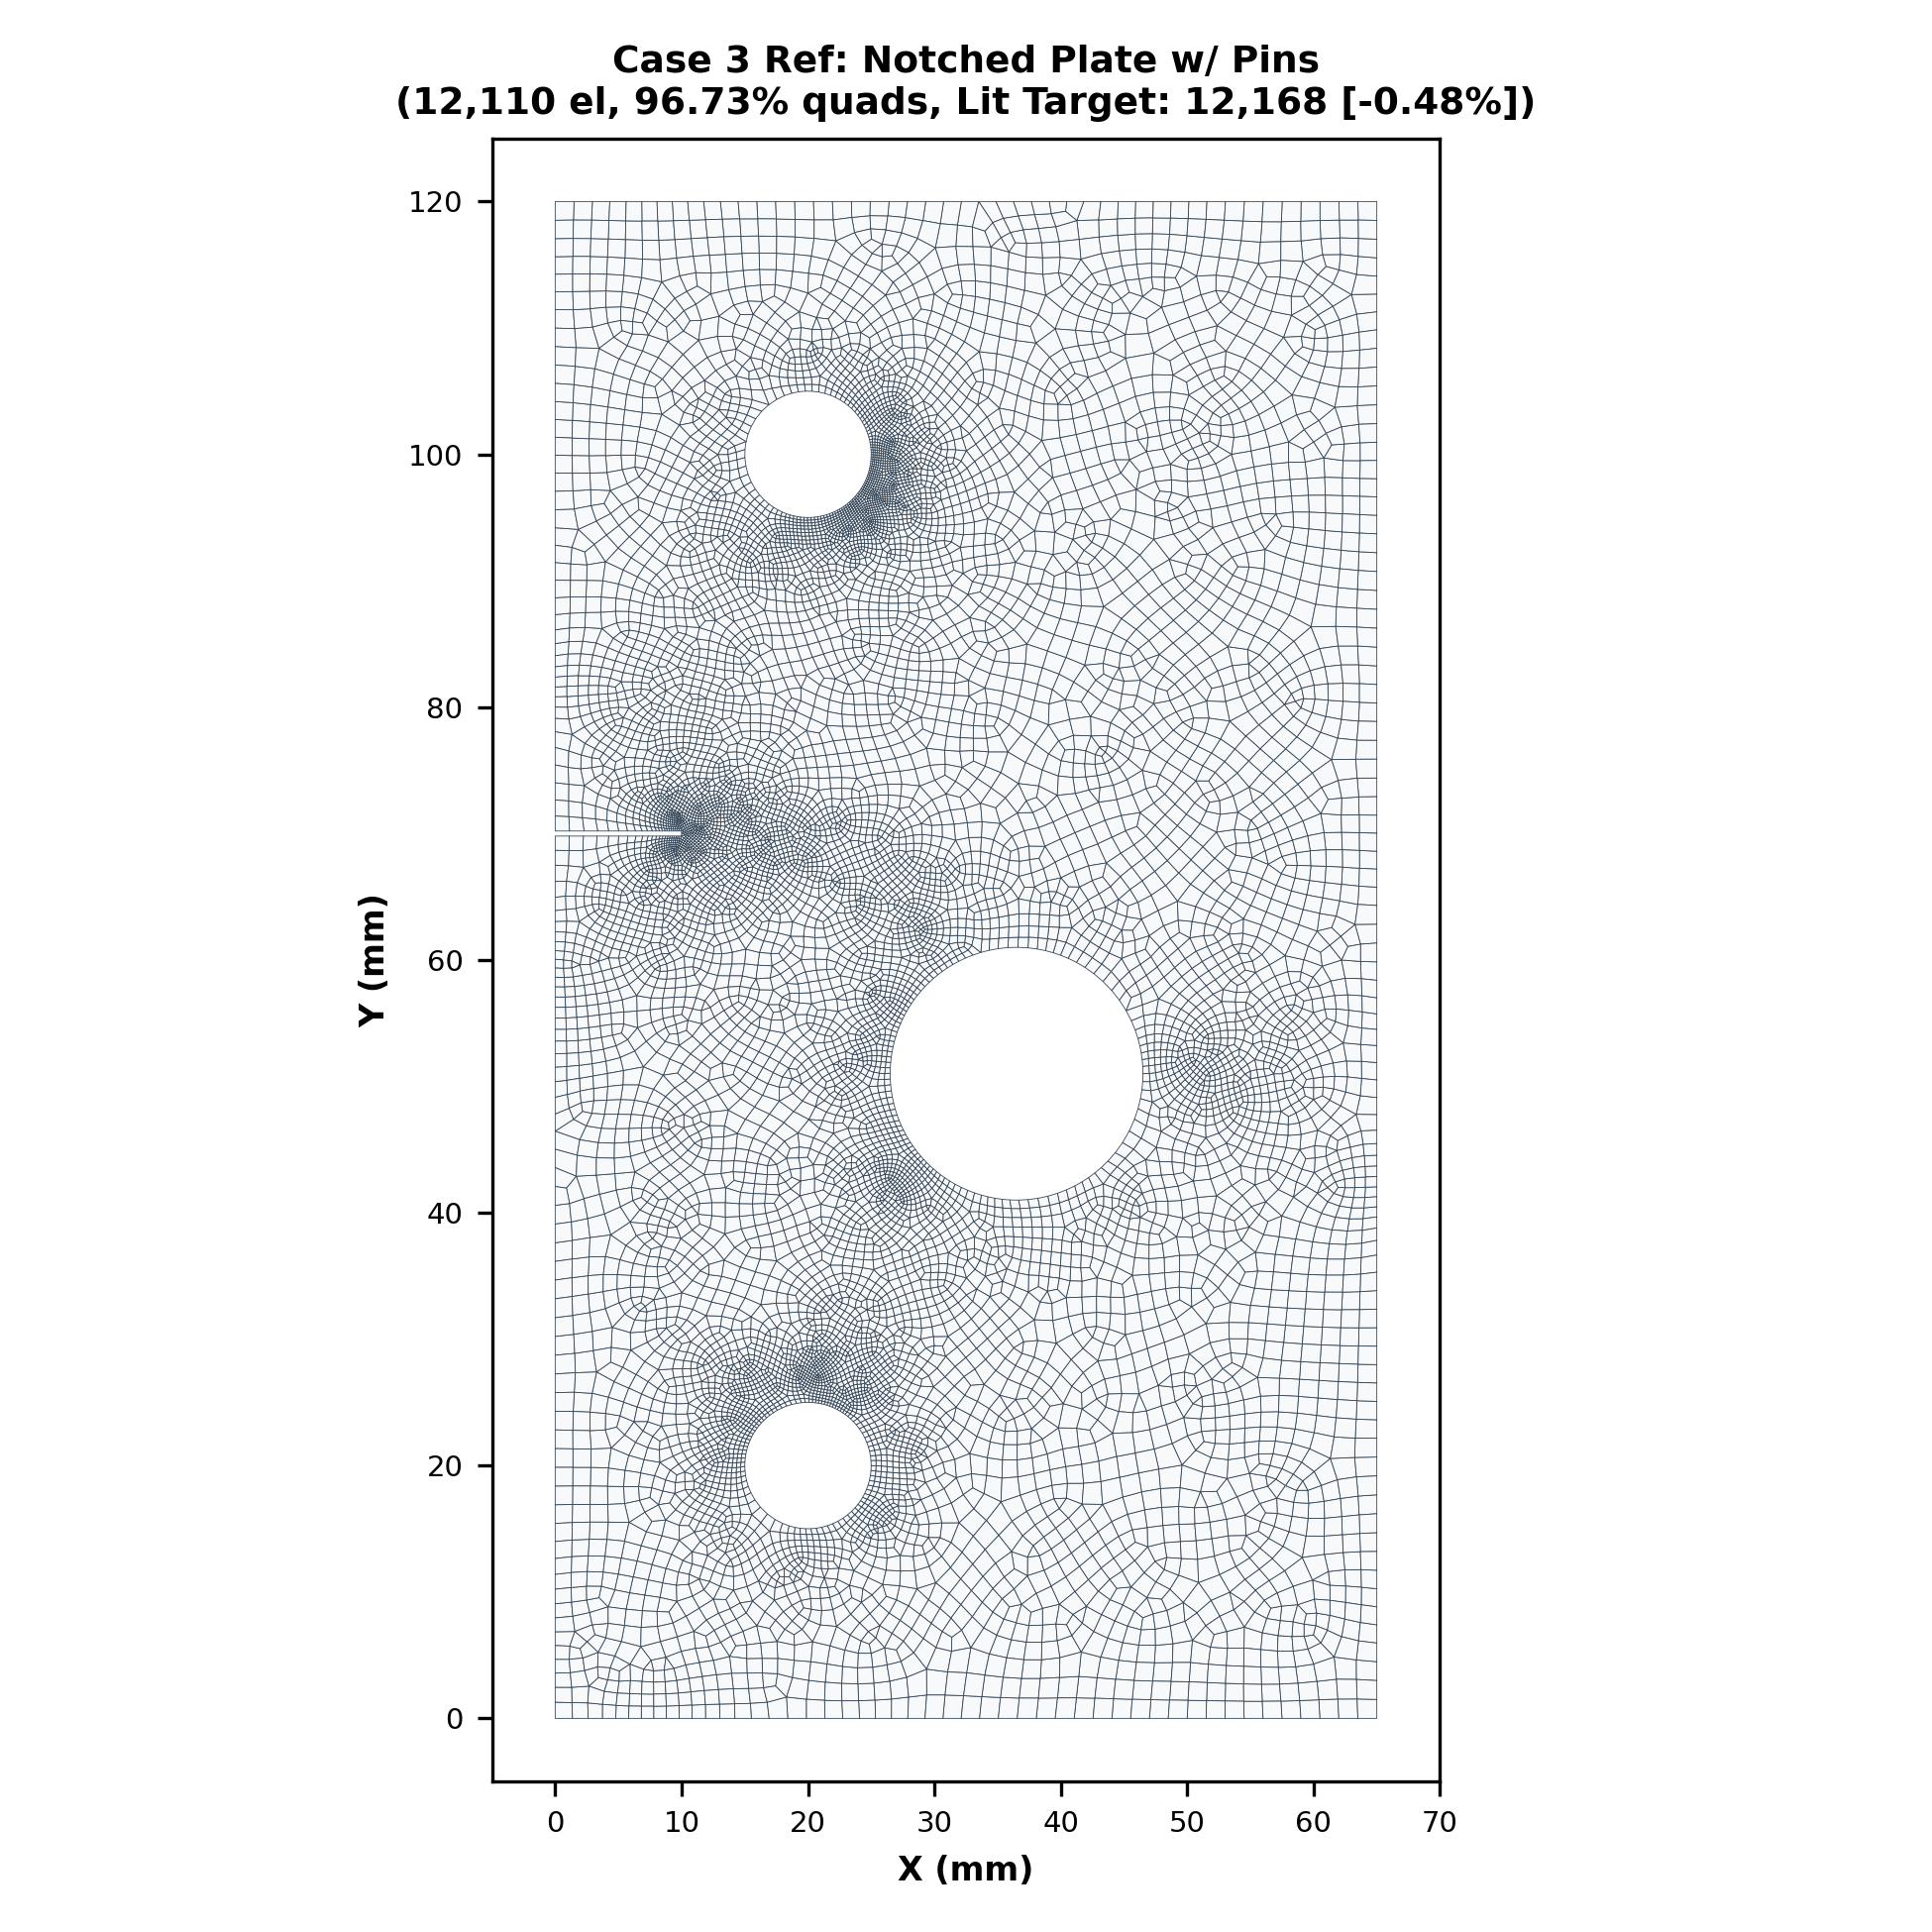 Case 3 Ref: Notched Plate w/ Pins
(12,110 el, 96.73% quads, Lit Target: 12,168 [-0.48%])
120
100
80
60
40
20
0
Y (mm)
0 10 20 30 40 50 60 70
X (mm)